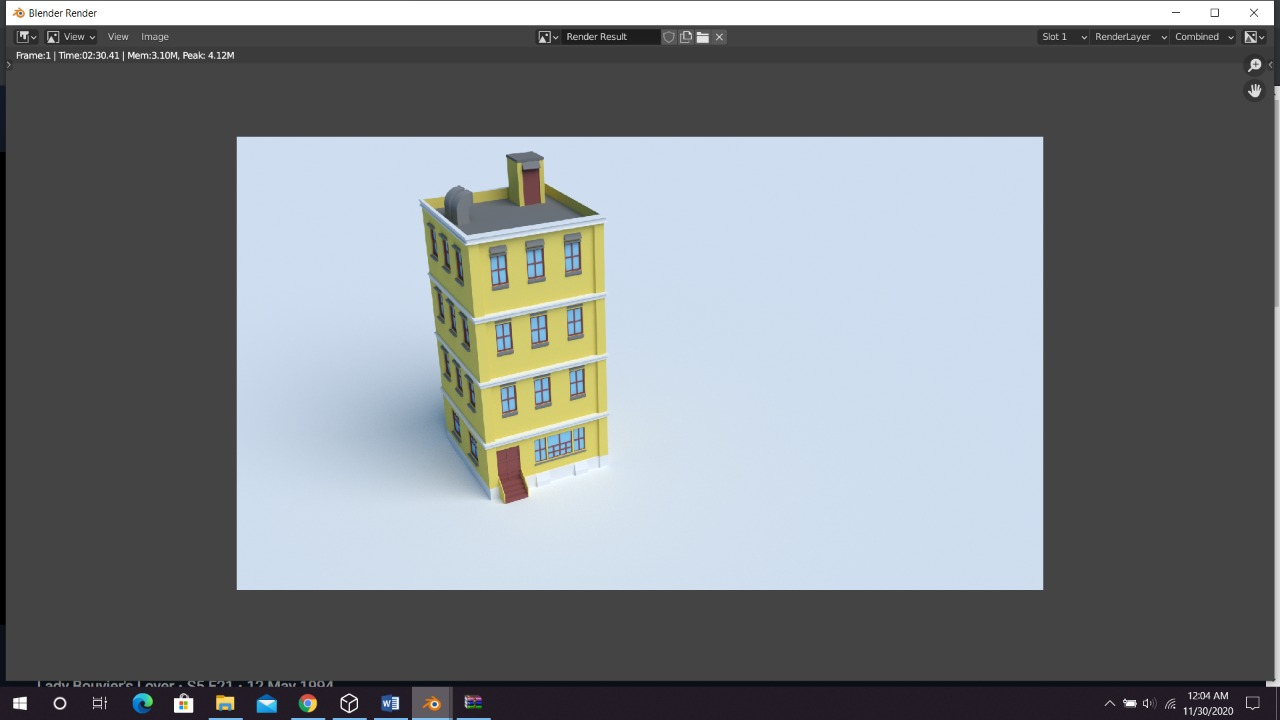 Blender Render
View View Image Render Result Slot 1 RenderLayer Combined
Frame:1 | Time:02:30.41 | Mem:3.10M, Peak: 4.12M
Lady Bouvier's Lover · S5 E21 · 12 May 1994
12:04 AM
11/30/2020